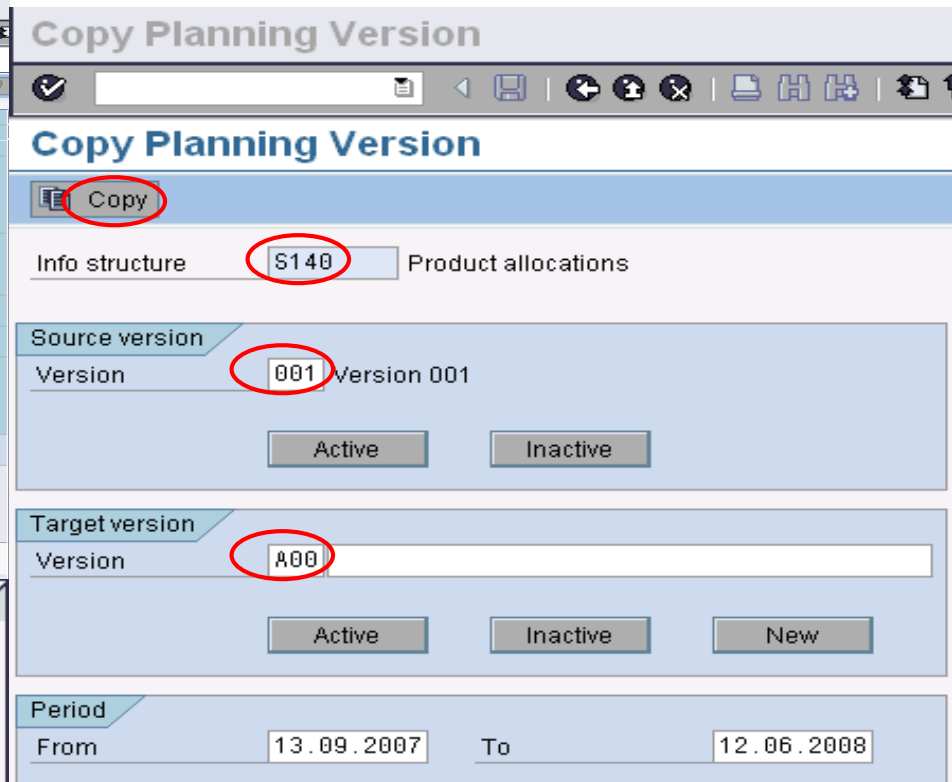 Copy Planning Version
Copy Planning Version
Copy
Info structure S140 Product allocations
Source version
Version 001 Version 001
Active Inactive
Target version
Version A00
Active Inactive New
Period
From 13.09.2007 To 12.06.2008